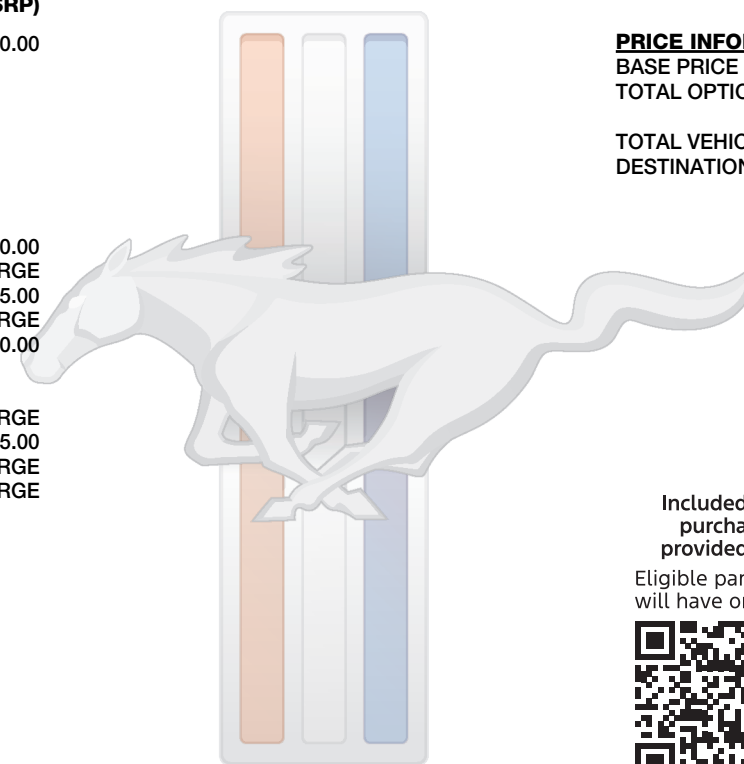 SRP)
0.00
0.00
RGE
5.00
RGE
0.00
RGE
5.00
RGE
RGE
PRICE INFO
BASE PRICE
TOTAL OPTIO
TOTAL VEHIC
DESTINATION
Included
purcha
provided
Eligible par
will have o